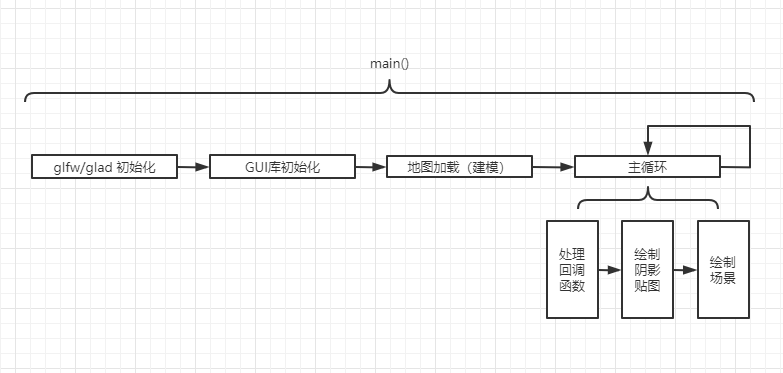 main()
glfw/glad 初始化
GUI库初始化
地图加载（建模）
主循环
处理
回调
函数
绘制
阴影
贴图
绘制
场景